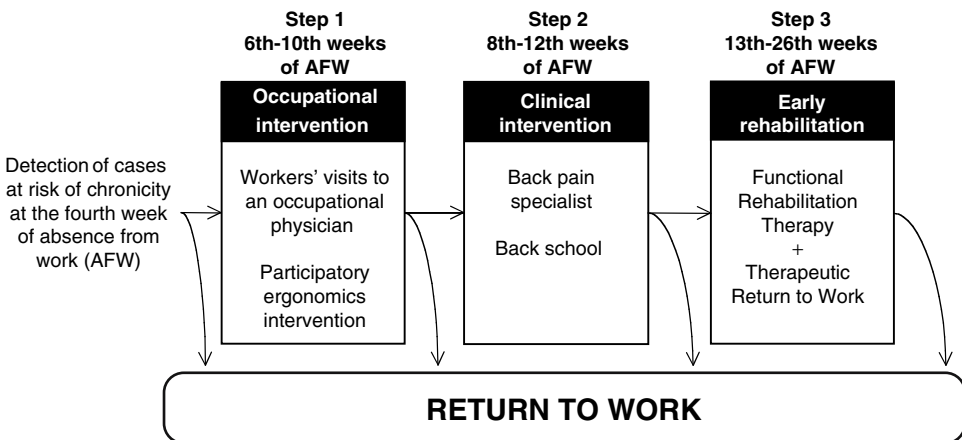 Step 1
6th-10th weeks
of AFW
Occupational
intervention
Workers' visits to
an occupational
physician
Participatory
ergonomics
intervention
Step 2
8th-12th weeks
of AFW
Clinical
intervention
Back pain
specialist
Back school
Step 3
13th-26th weeks
of AFW
Early
rehabilitation
Functional
Rehabilitation
Therapy
+
Therapeutic
Return to Work
Detection of cases
at risk of chronicity
at the fourth week
of absence from
work (AFW)
RETURN TO WORK